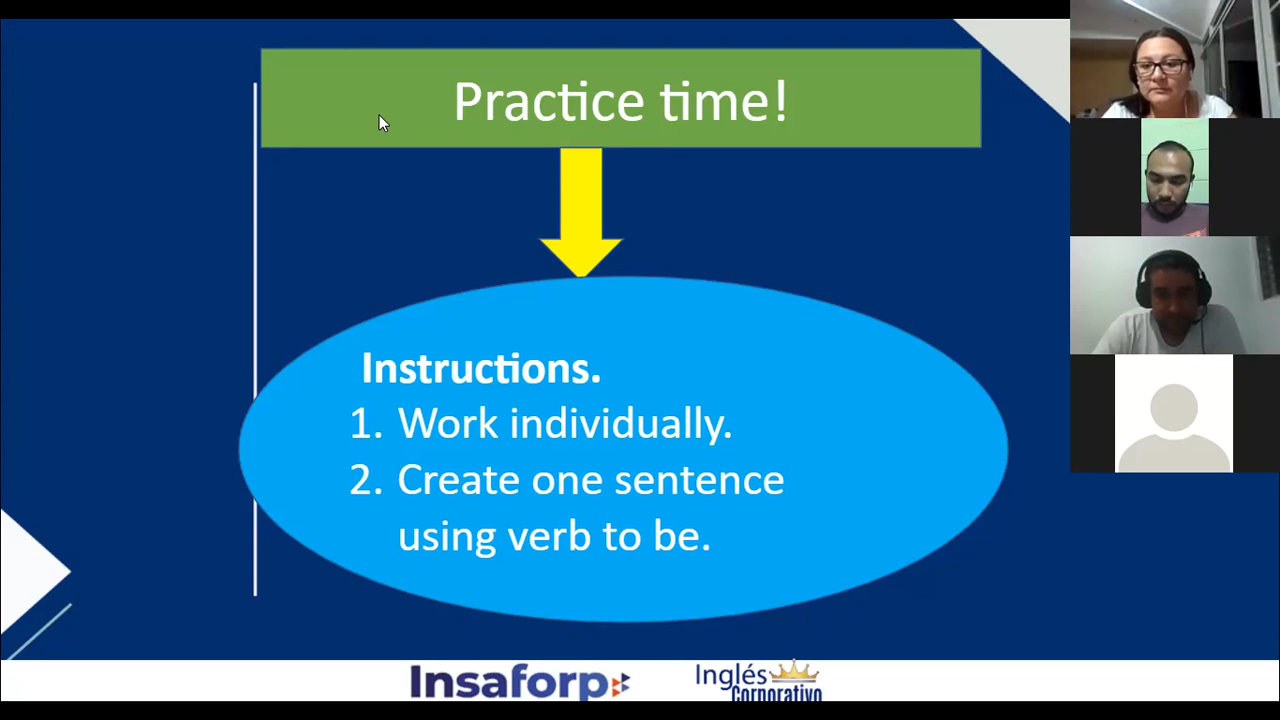 Practice time!
Instructions.
1. Work individually.
2. Create one sentence
using verb to be.
Insaforp
Inglés
Corporativo